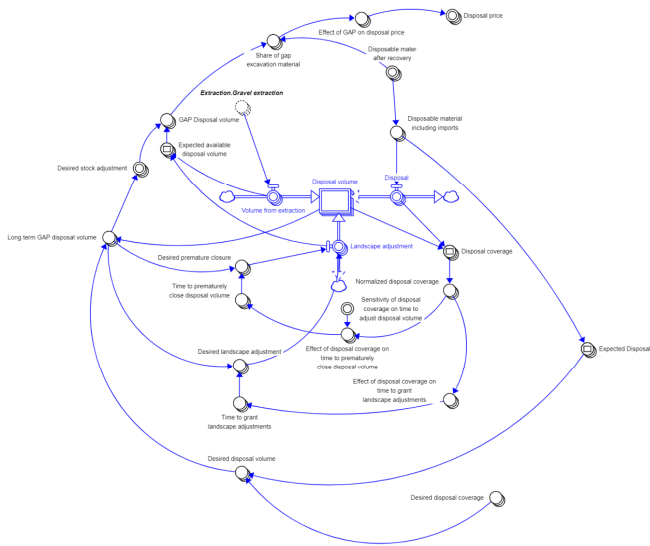 Disposal price
Effect of GAP on disposal price
Share of gap
excavation material
Disposable mater
after recovery
Extraction.Gravel extraction
GAP Disposal volume
Disposable material
including imports
Expected available
disposal volume
Desired stock adjustment
Disposal volume
Disposal
Volume from extraction
Long term GAP disposal volume
Landscape adjustment
Disposal coverage
Desired premature closure
Time to prematurely
close disposal volume
Normalized disposal coverage
Sensitivity of disposal
coverage on time to
adjust disposal volume
Effect of disposal coverage on
time to prematurely
close disposal volume
Expected Disposal
Desired landscape adjustment
Effect of disposal coverage on
time to grant
landscape adjustments
Time to grant
landscape adjustments
Desired disposal volume
Desired disposal coverage